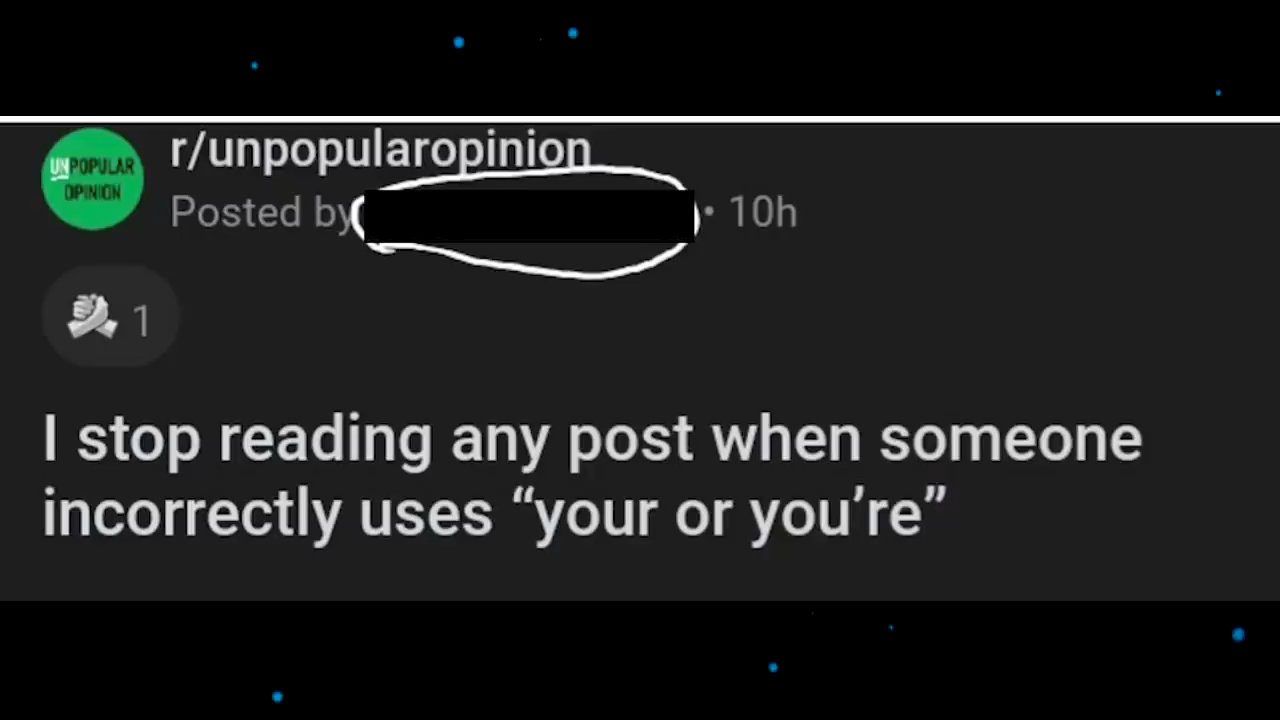 UNPOPULAR
OPINION
r/unpopularopinion
Posted by • 10h
1
I stop reading any post when someone
incorrectly uses “your or you’re”